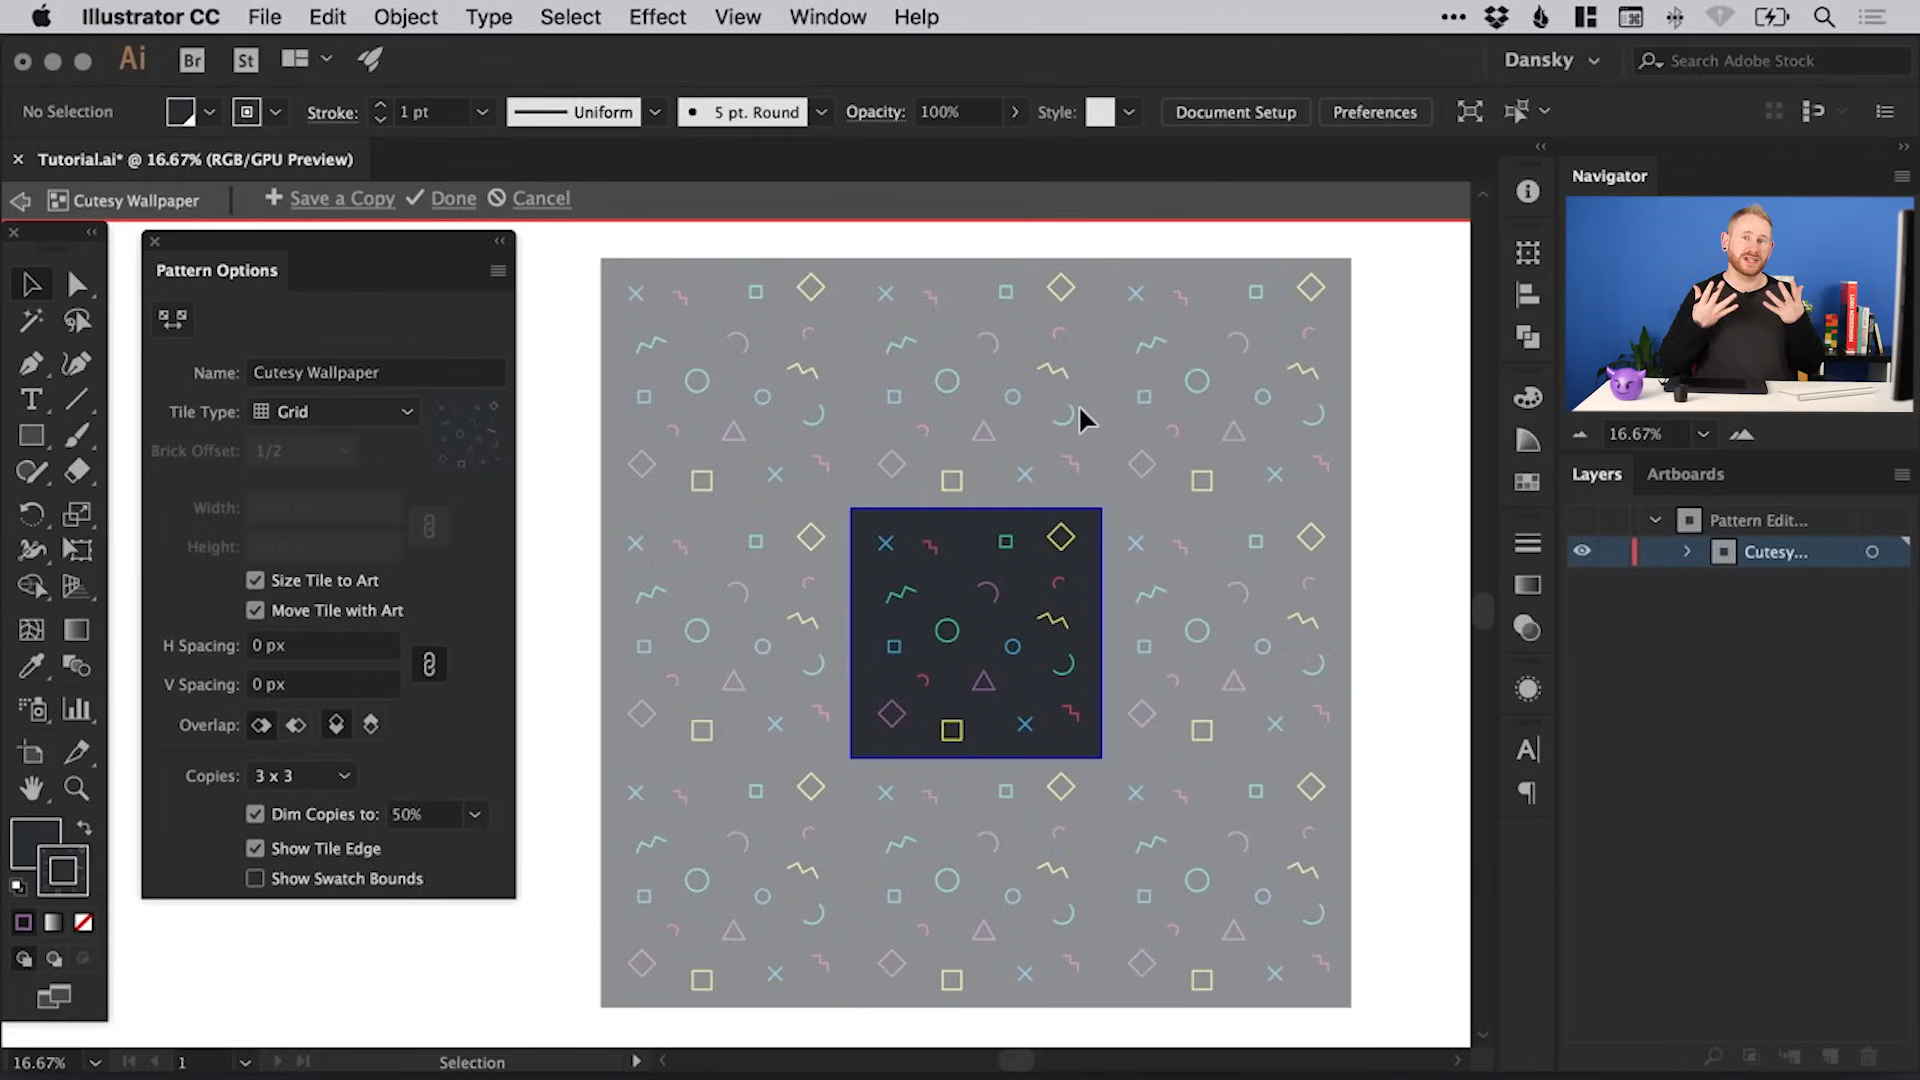 Illustrator CC File Edit Object Type Select Effect View Window Help
Ai Br St Dansky Search Adobe Stock
No Selection Stroke: 1 pt Uniform 5 pt. Round Opacity: 100% Style: Document Setup Preferences
Tutorial.ai* @ 16.67% (RGB/GPU Preview)
Cutesy Wallpaper Save a Copy Done Cancel
Navigator
Pattern Options
Name: Cutesy Wallpaper
Tile Type: Grid
Brick Offset: 1/2
Width:
Height:
Size Tile to Art
Move Tile with Art
H Spacing: 0 px
V Spacing: 0 px
Overlap:
Copies: 3 x 3
Dim Copies to: 50%
Show Tile Edge
Show Swatch Bounds
16.67%
Layers Artboards
Pattern Edit...
Cutesy...
16.67% 1 Selection